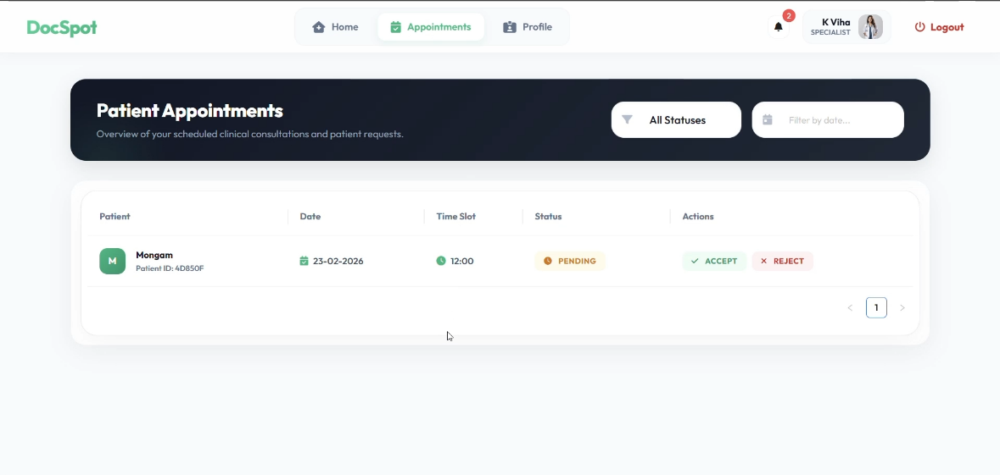 DocSpot
Home
Appointments
Profile
2
K Viha
SPECIALIST
Logout
Patient Appointments
Overview of your scheduled clinical consultations and patient requests.
All Statuses
Filter by date...
Patient
Date
Time Slot
Status
Actions
M
Mongam
Patient ID: 4D850F
23-02-2026
12:00
PENDING
ACCEPT
REJECT
< 1 >